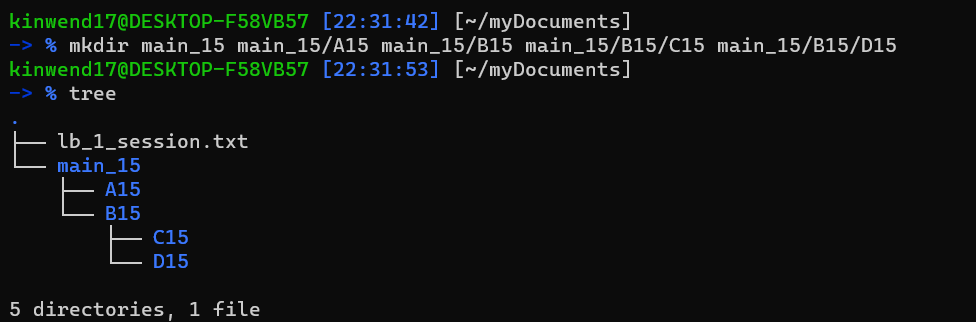 kinwend17@DESKTOP-F58VB57 [22:31:42] [~/myDocuments]
-> % mkdir main_15 main_15/A15 main_15/B15 main_15/B15/C15 main_15/B15/D15
kinwend17@DESKTOP-F58VB57 [22:31:53] [~/myDocuments]
-> % tree
.
├── lb_1_session.txt
└── main_15
    ├── A15
    └── B15
        ├── C15
        └── D15

5 directories, 1 file